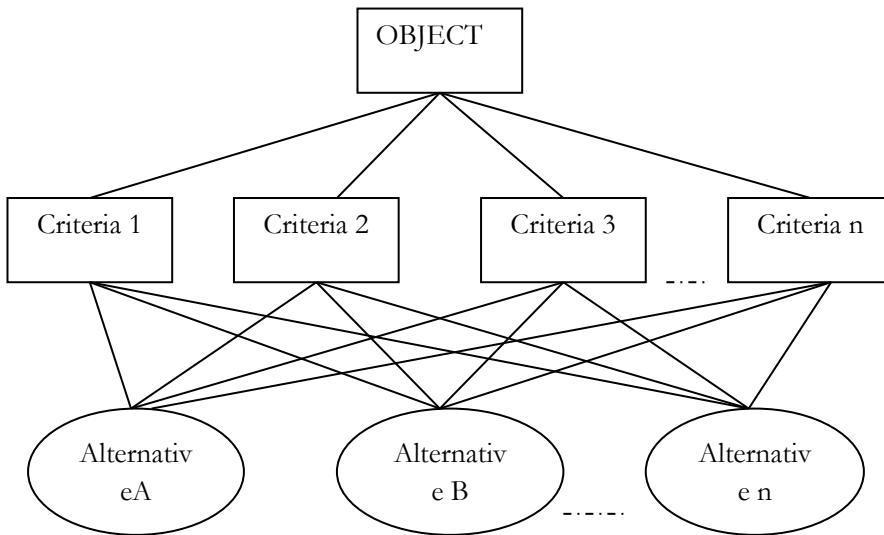 OBJECT
Criteria 1
Criteria 2
Criteria 3
Criteria n
Alternativ
eA
Alternativ
e B
Alternativ
e n